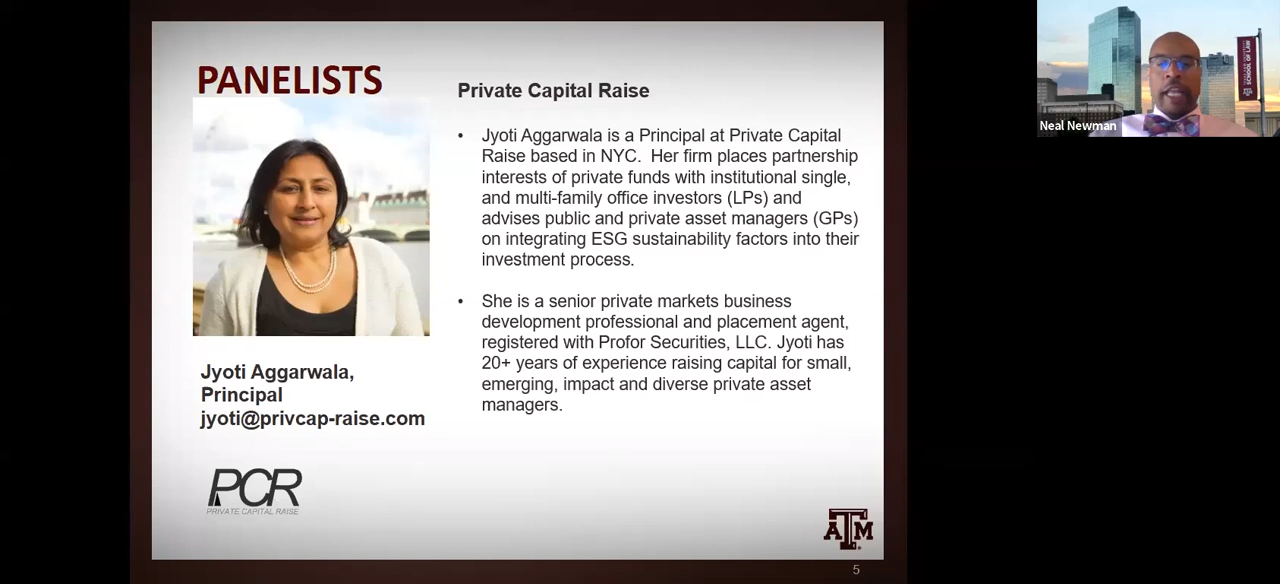 PANELISTS
Private Capital Raise
• Jyoti Aggarwala is a Principal at Private Capital
Raise based in NYC.  Her firm places partnership
interests of private funds with institutional single,
and multi-family office investors (LPs) and
advises public and private asset managers (GPs)
on integrating ESG sustainability factors into their
investment process.
• She is a senior private markets business
development professional and placement agent,
registered with Profor Securities, LLC. Jyoti has
20+ years of experience raising capital for small,
emerging, impact and diverse private asset
managers.
Jyoti Aggarwala,
Principal
jyoti@privcap-raise.com
PCR
PRIVATE CAPITAL RAISE
ATM
5
SCHOOL OF LAW
Neal Newman